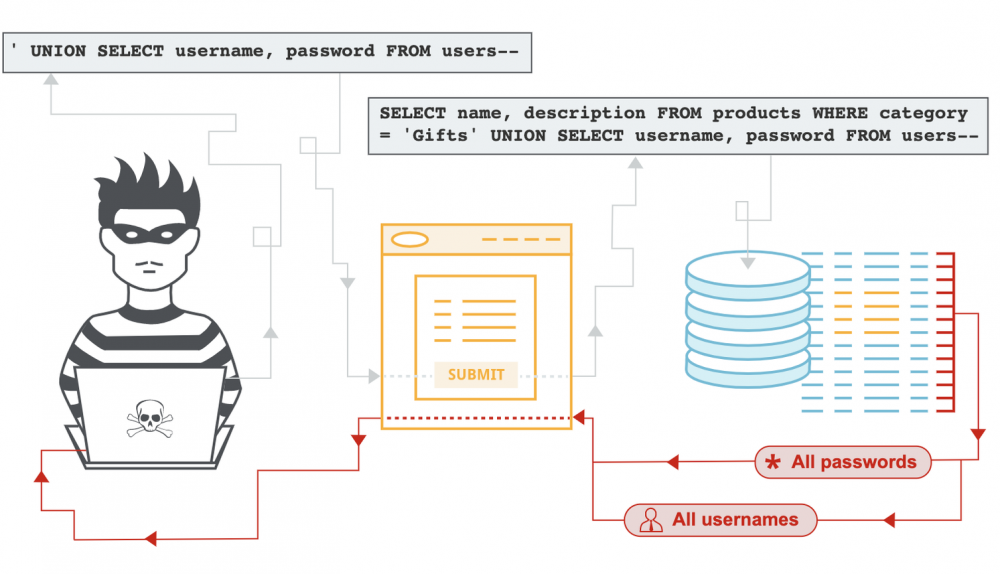 ' UNION SELECT username, password FROM users--
SELECT name, description FROM products WHERE category
= 'Gifts' UNION SELECT username, password FROM users--
SUBMIT
* All passwords
All usernames